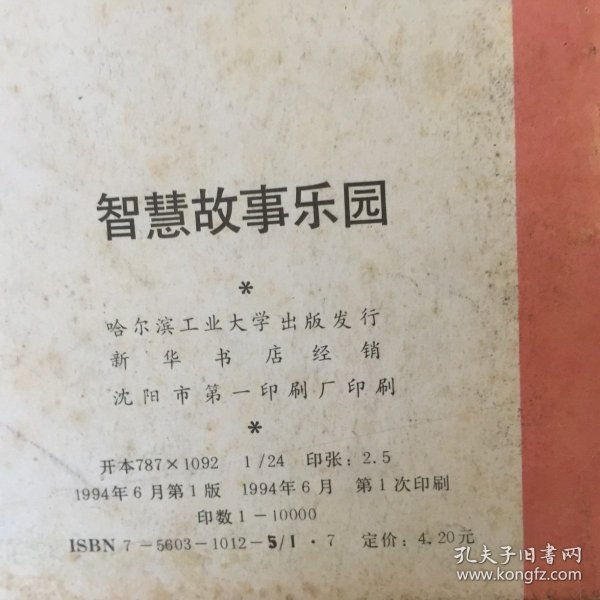 智慧故事乐园
*
哈尔滨工业大学出版发行
新华书店经销
沈阳市第一印刷厂印刷
*
开本787×1092 1/24 印张: 2.5
1994年6月第1版 1994年6月 第1次印刷
印数1-10000
ISBN 7-5603-1012-5/I·7 定价: 4.20元
孔夫子旧书网
www.kongfz.com